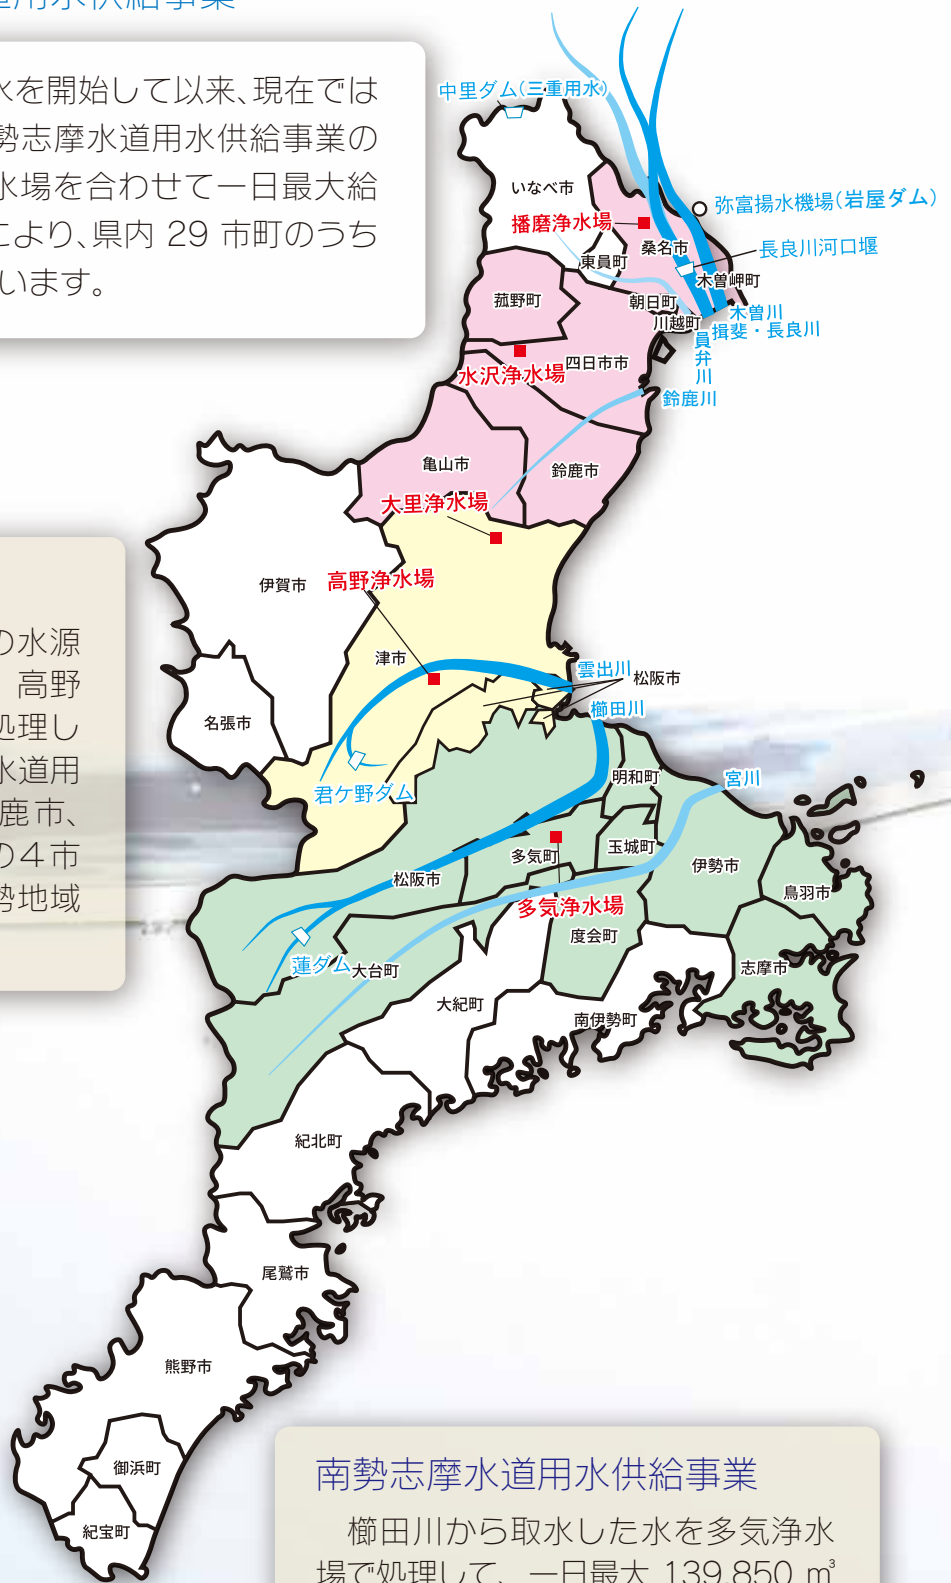 道用水供給事業
水を開始して以来、現在では
勢志摩水道用水供給事業の
水場を合わせて一日最大給
により、県内 29 市町のうち
います。
中里ダム(三重用水)
いなべ市
播磨浄水場
桑名市
東員町
弥富揚水機場(岩屋ダム)
長良川河口堰
木曽岬町
朝日町
川越町
木曽川
揖斐・長良川
員弁川
菰野町
四日市市
水沢浄水場
鈴鹿川
亀山市
鈴鹿市
大里浄水場
伊賀市
高野浄水場
津市
雲出川
松阪市
櫛田川
名張市
君ケ野ダム
の水源
高野
処理し
水道用
鹿市、
の4市
勢地域
明和町
宮川
多気町
玉城町
伊勢市
松阪市
鳥羽市
多気浄水場
度会町
蓮ダム
大台町
志摩市
大紀町
南伊勢町
紀北町
尾鷲市
熊野市
御浜町
紀宝町
南勢志摩水道用水供給事業
櫛田川から取水した水を多気浄水
場で処理して、一日最大 139,850 ㎥